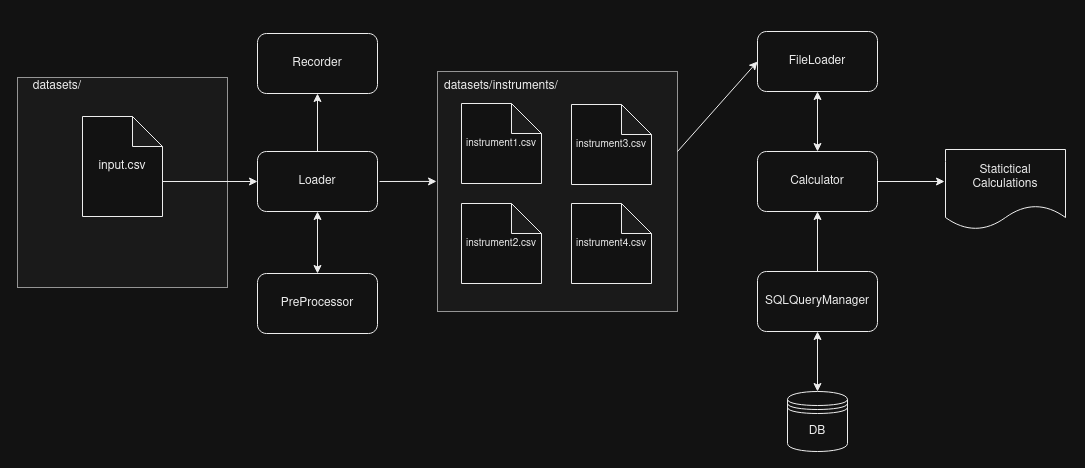 datasets/
input.csv
Recorder
Loader
PreProcessor
datasets/instruments/
instrument1.csv
instrument3.csv
instrument2.csv
instrument4.csv
FileLoader
Calculator
SQLQueryManager
DB
Statictical
Calculations